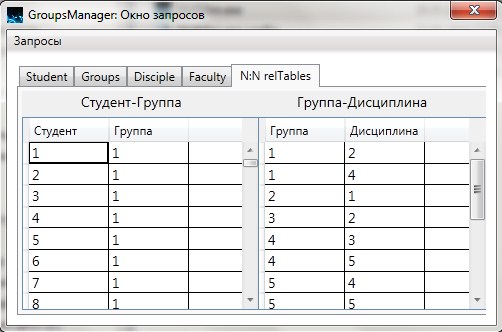 GroupsManager: Окно запросов
Запросы
Student Groups Disciple Faculty N:N relTables
Студент-Группа Группа-Дисциплина
Студент Группа Группа Дисциплина
1 1 1 2
2 1 1 4
3 1 2 1
4 1 3 2
5 1 4 3
6 1 4 5
7 1 5 4
8 1 5 5